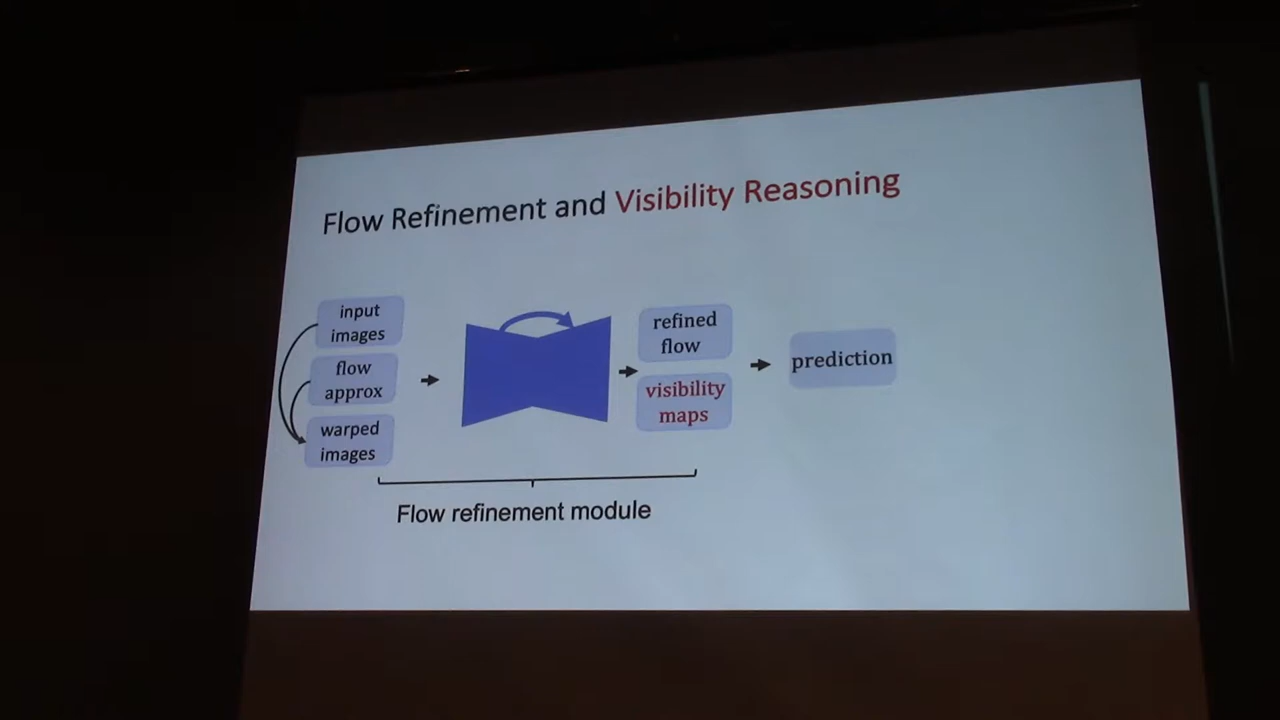 Flow Refinement and Visibility Reasoning
input
images
flow
approx
warped
images
refined
flow
visibility
maps
prediction
Flow refinement module